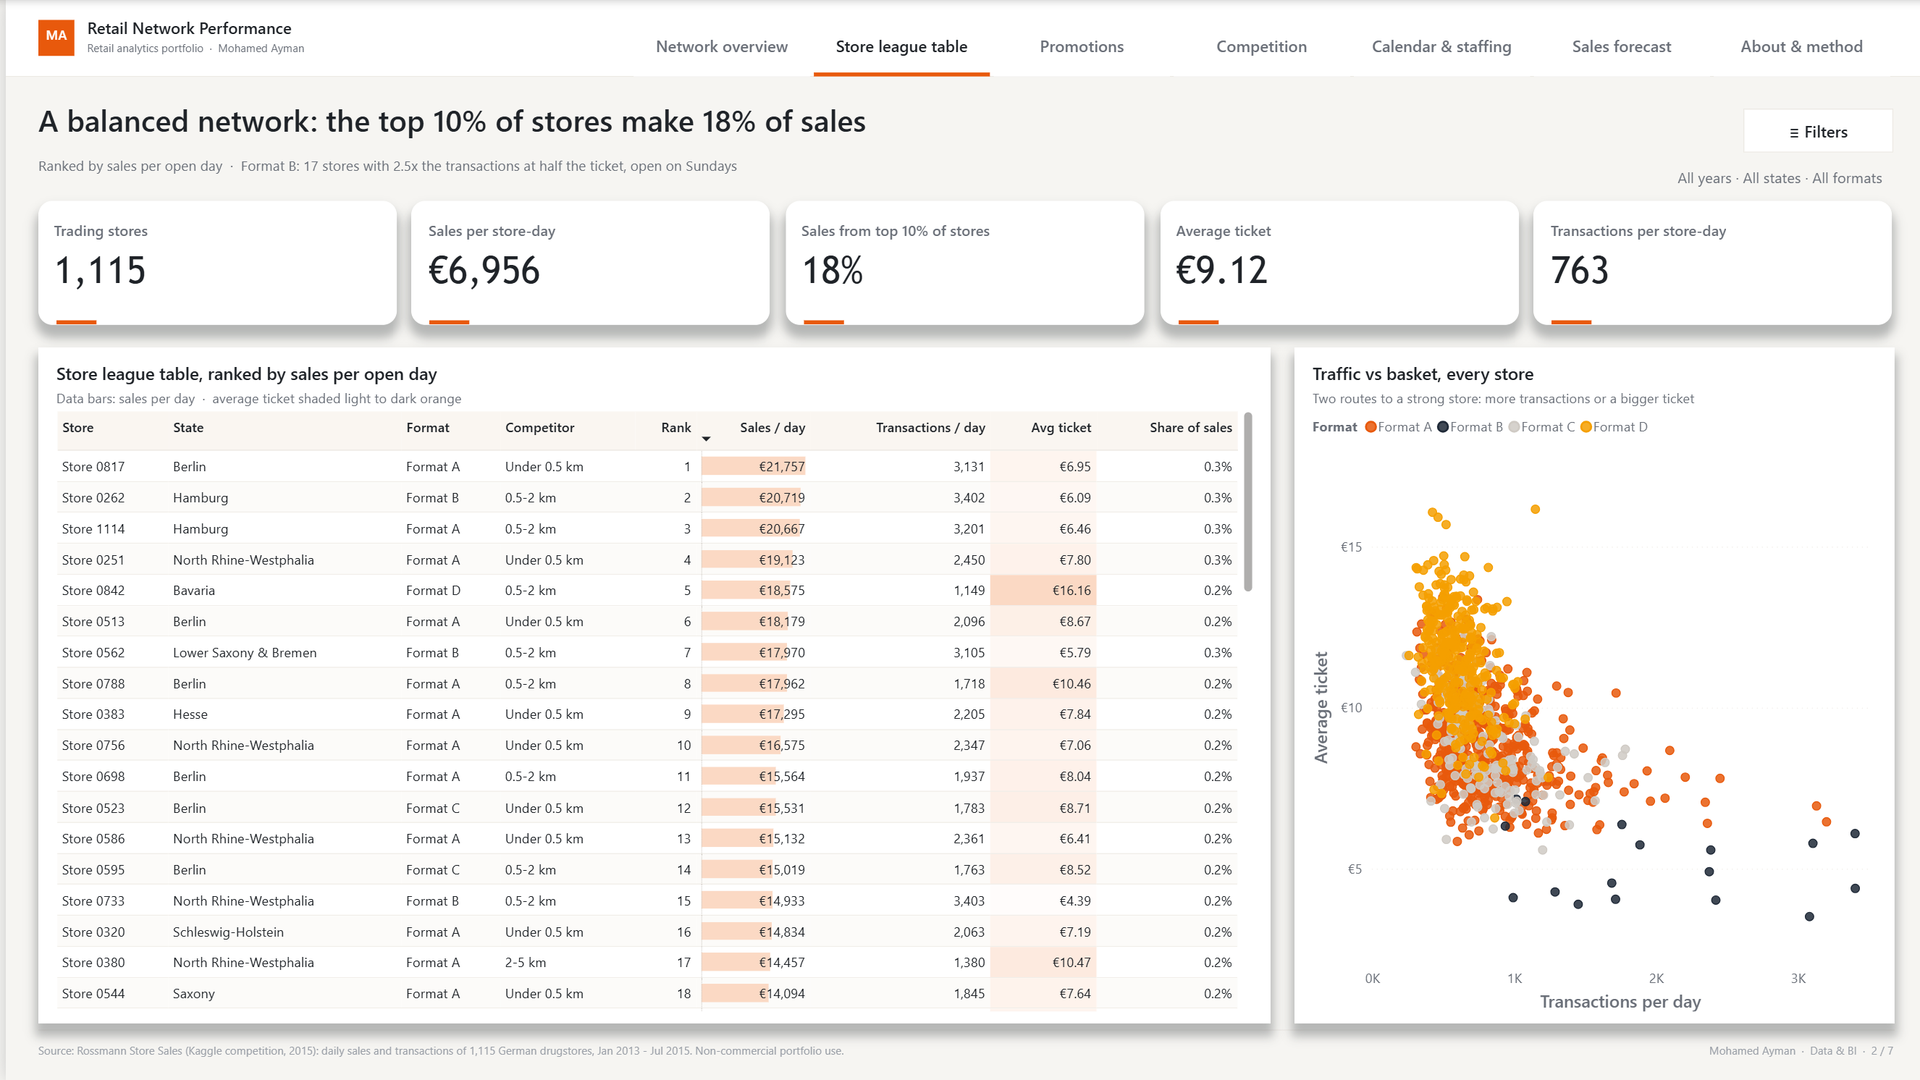 MA
Retail Network Performance
Retail analytics portfolio · Mohamed Ayman
Network overview
Store league table
Promotions
Competition
Calendar & staffing
Sales forecast
About & method
A balanced network: the top 10% of stores make 18% of sales
Ranked by sales per open day · Format B: 17 stores with 2.5x the transactions at half the ticket, open on Sundays
Filters
All years · All states · All formats
Trading stores
1,115
Sales per store-day
€6,956
Sales from top 10% of stores
18%
Average ticket
€9.12
Transactions per store-day
763
Store league table, ranked by sales per open day
Data bars: sales per day · average ticket shaded light to dark orange
Store State Format Competitor Rank Sales / day Transactions / day Avg ticket Share of sales
Store 0817 Berlin Format A Under 0.5 km 1 €21,757 3,131 €6.95 0.3%
Store 0262 Hamburg Format B 0.5-2 km 2 €20,719 3,402 €6.09 0.3%
Store 1114 Hamburg Format A 0.5-2 km 3 €20,667 3,201 €6.46 0.3%
Store 0251 North Rhine-Westphalia Format A Under 0.5 km 4 €19,123 2,450 €7.80 0.3%
Store 0842 Bavaria Format D 0.5-2 km 5 €18,575 1,149 €16.16 0.2%
Store 0513 Berlin Format A Under 0.5 km 6 €18,179 2,096 €8.67 0.2%
Store 0562 Lower Saxony & Bremen Format B 0.5-2 km 7 €17,970 3,105 €5.79 0.3%
Store 0788 Berlin Format A 0.5-2 km 8 €17,962 1,718 €10.46 0.2%
Store 0383 Hesse Format A Under 0.5 km 9 €17,295 2,205 €7.84 0.2%
Store 0756 North Rhine-Westphalia Format A Under 0.5 km 10 €16,575 2,347 €7.06 0.2%
Store 0698 Berlin Format A 0.5-2 km 11 €15,564 1,937 €8.04 0.2%
Store 0523 Berlin Format C Under 0.5 km 12 €15,531 1,783 €8.71 0.2%
Store 0586 North Rhine-Westphalia Format A Under 0.5 km 13 €15,132 2,361 €6.41 0.2%
Store 0595 Berlin Format C 0.5-2 km 14 €15,019 1,763 €8.52 0.2%
Store 0733 North Rhine-Westphalia Format B 0.5-2 km 15 €14,933 3,403 €4.39 0.2%
Store 0320 Schleswig-Holstein Format A Under 0.5 km 16 €14,834 2,063 €7.19 0.2%
Store 0380 North Rhine-Westphalia Format A 2-5 km 17 €14,457 1,380 €10.47 0.2%
Store 0544 Saxony Format A Under 0.5 km 18 €14,094 1,845 €7.64 0.2%
Traffic vs basket, every store
Two routes to a strong store: more transactions or a bigger ticket
Format Format A Format B Format C Format D
€15
€10
€5
Average ticket
0K 1K 2K 3K
Transactions per day
Source: Rossmann Store Sales (Kaggle competition, 2015): daily sales and transactions of 1,115 German drugstores, Jan 2013 - Jul 2015. Non-commercial portfolio use.
Mohamed Ayman · Data & BI · 2 / 7